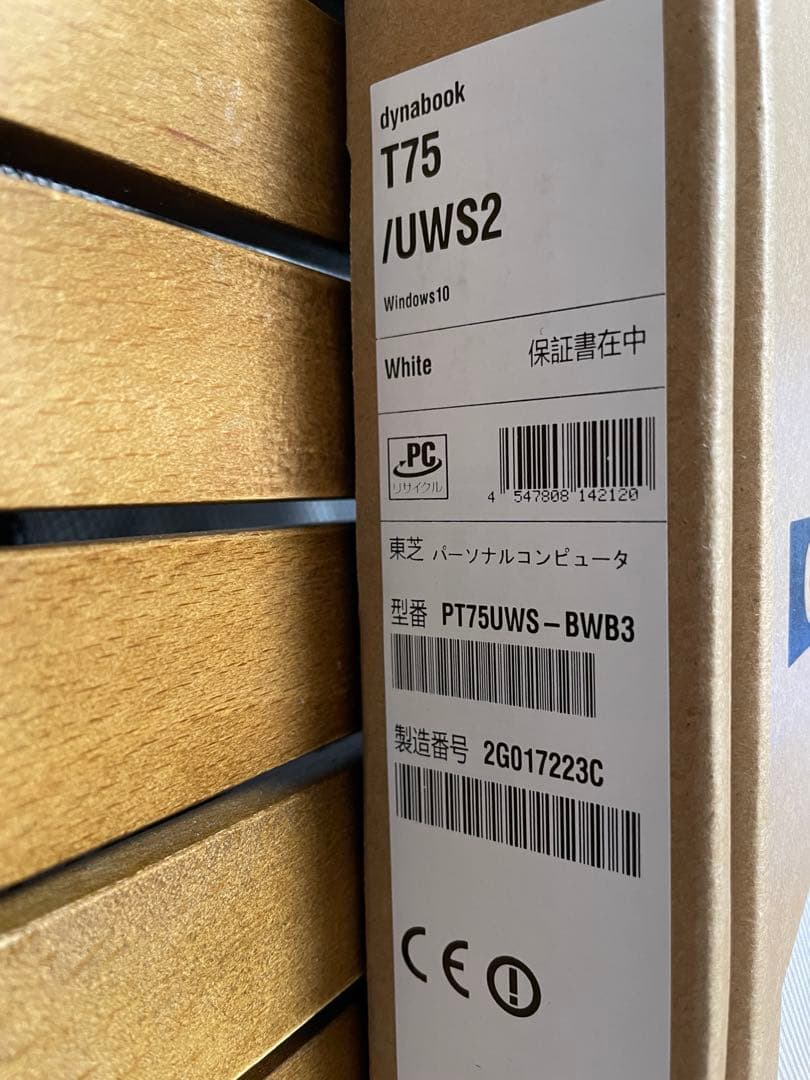 dynabook
T75
/UWS2
Windows10
White 保証書在中
PC
リサイクル
4 547808 142120
東芝 パーソナルコンピュータ
型番 PT75UWS-BWB3
製造番号 2G017223C
CE